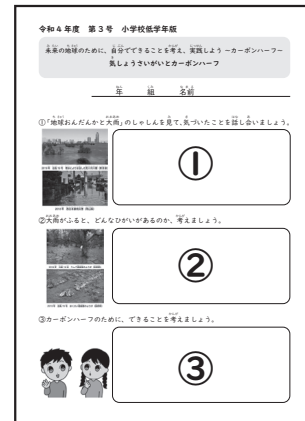 令和4年度 第3号 小学校低学年版
未来の地球のために、自分でできることを考え、実践しよう ~カーボンハーフ~
気しょうさいがいとカーボンハーフ
年 組 名前
①「地球おんだんかと大雨」のしゃしんを見て、気づいたことを話し合いましょう。
①
②大雨がふると、どんなひがいがあるのか、考えましょう。
②
③カーボンハーフのために、できることを考えましょう。
③